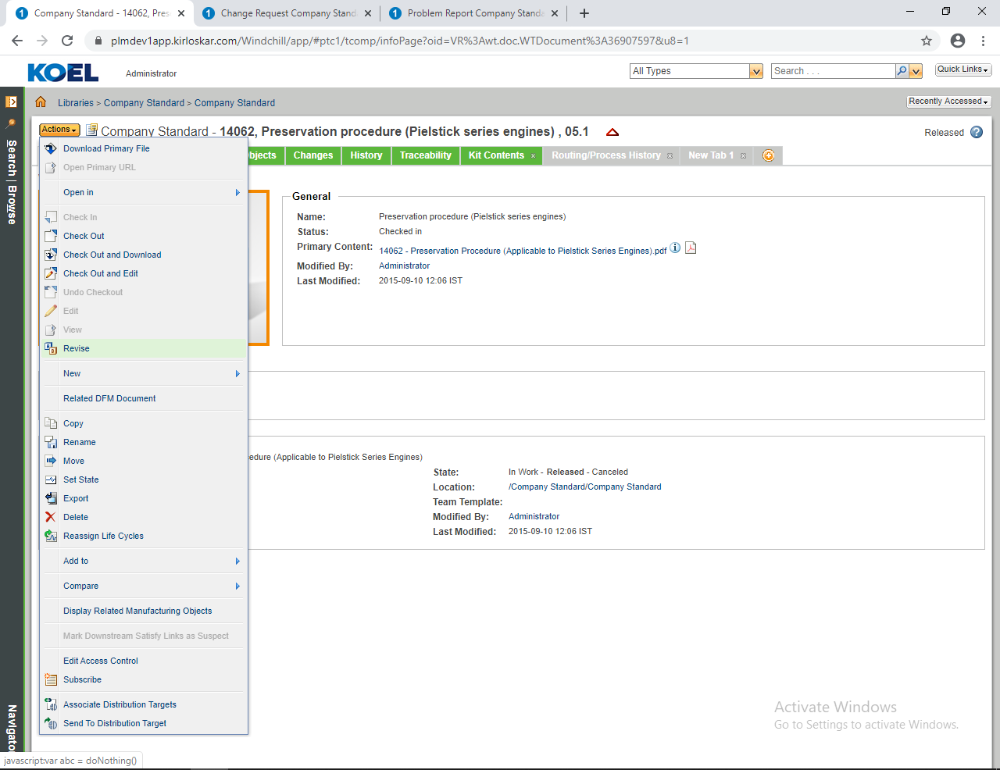 Company Standard - 14062, Pres
Change Request Company Stand
Problem Report Company Standa
plmdev1app.kirloskar.com/Windchill/app/#ptc1/tcomp/infoPage?oid=VR%3Awt.doc.WTDocument%3A36907597&u8=1
KOEL
Administrator
All Types
Search . . .
Quick Links
Libraries > Company Standard > Company Standard
Recently Accessed
Actions
Company Standard - 14062, Preservation procedure (Pielstick series engines) , 05.1
Released
bjects
Changes
History
Traceability
Kit Contents
Routing/Process History
New Tab 1
Search | Browse
Navigator
Download Primary File
Open Primary URL
Open in
Check In
Check Out
Check Out and Download
Check Out and Edit
Undo Checkout
Edit
View
Revise
New
Related DFM Document
Copy
Rename
Move
Set State
Export
Delete
Reassign Life Cycles
Add to
Compare
Display Related Manufacturing Objects
Mark Downstream Satisfy Links as Suspect
Edit Access Control
Subscribe
Associate Distribution Targets
Send To Distribution Target
General
Name: Preservation procedure (Pielstick series engines)
Status: Checked in
Primary Content: 14062 - Preservation Procedure (Applicable to Pielstick Series Engines).pdf
Modified By: Administrator
Last Modified: 2015-09-10 12:06 IST
edure (Applicable to Pielstick Series Engines)
State: In Work - Released - Canceled
Location: /Company Standard/Company Standard
Team Template:
Modified By: Administrator
Last Modified: 2015-09-10 12:06 IST
Activate Windows
Go to Settings to activate Windows.
javascript:var abc = doNothing()